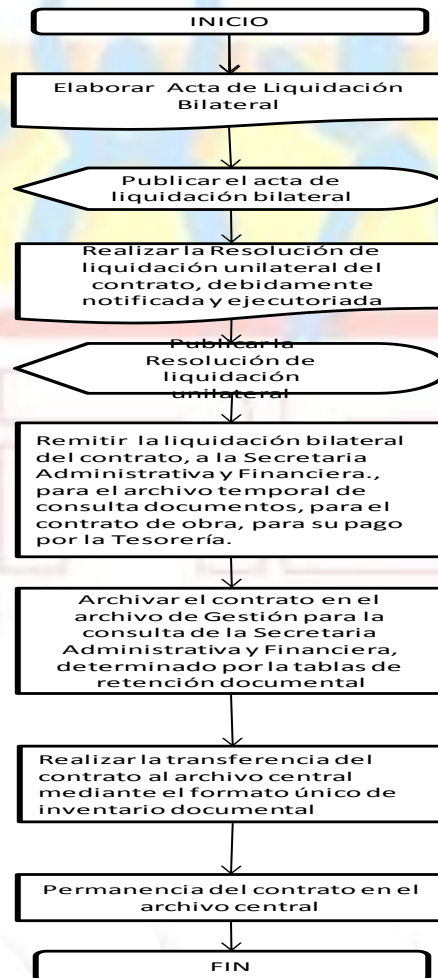 INICIO
Elaborar Acta de Liquidación
Bilateral
Publicar el acta de
liquidación bilateral
Realizar la Resolución de
liquidación unilateral del
contrato, debidamente
notificada y ejecutoriada
Publicar la
Resolución de
liquidación
unilateral
Remitir la liquidación bilateral
del contrato, a la Secretaria
Administrativa y Financiera.,
para el archivo temporal de
consulta documentos, para el
contrato de obra, para su pago
por la Tesorería.
Archivar el contrato en el
archivo de Gestión para la
consulta de la Secretaria
Administrativa y Financiera,
determinado por la tablas de
retención documental
Realizar la transferencia del
contrato al archivo central
mediante el formato único de
inventario documental
Permanencia del contrato en el
archivo central
FIN